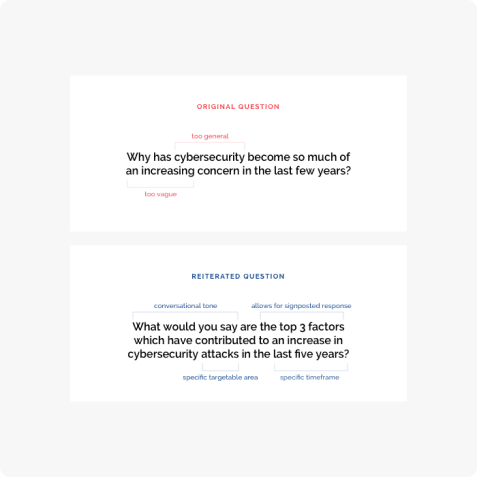 ORIGINAL QUESTION
too general
Why has cybersecurity become so much of
an increasing concern in the last few years?
too vague
REITERATED QUESTION
conversational tone allows for signposted response
What would you say are the top 3 factors
which have contributed to an increase in
cybersecurity attacks in the last five years?
specific targetable area specific timeframe